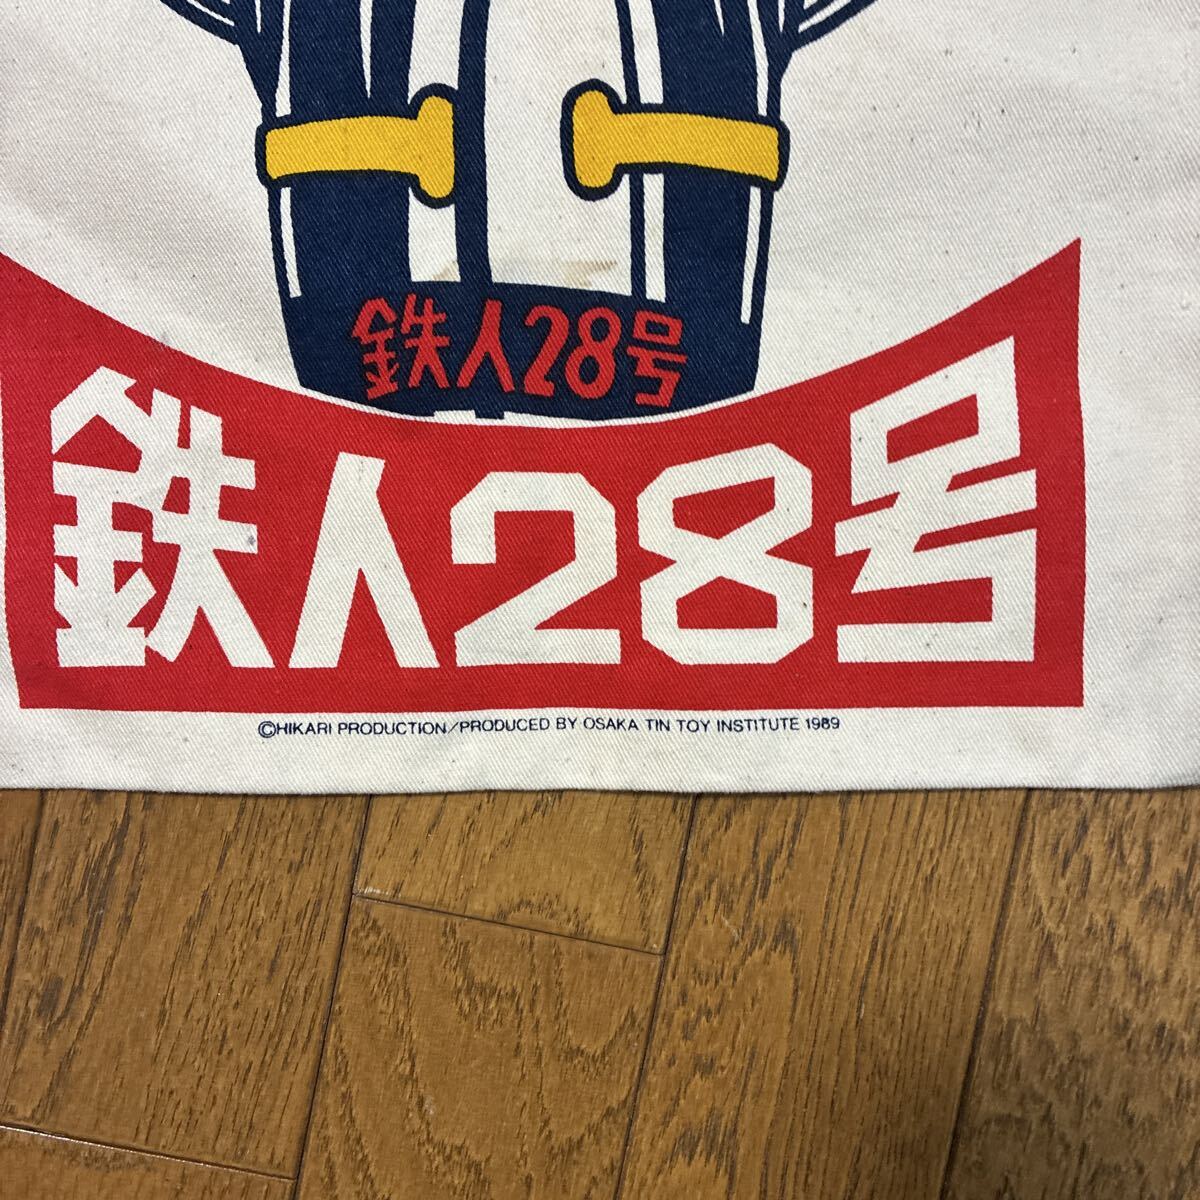 鉄人28号
鉄人28号
©HIKARI PRODUCTION/PRODUCED BY OSAKA TIN TOY INSTITUTE 1989